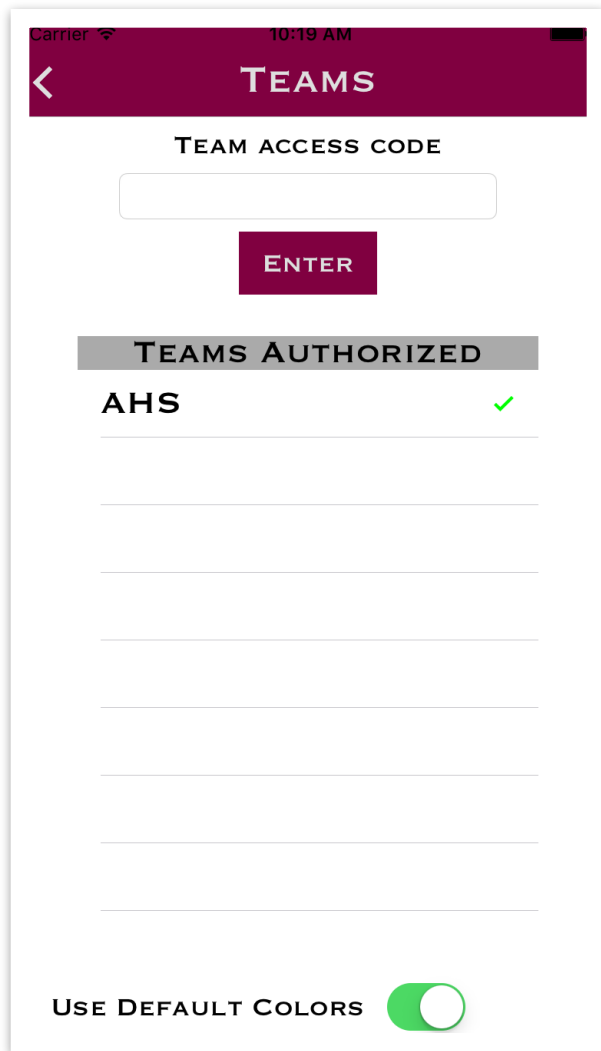 Carrier 10:19 AM
Teams
Team access code
Enter
Teams Authorized
AHS
Use Default Colors